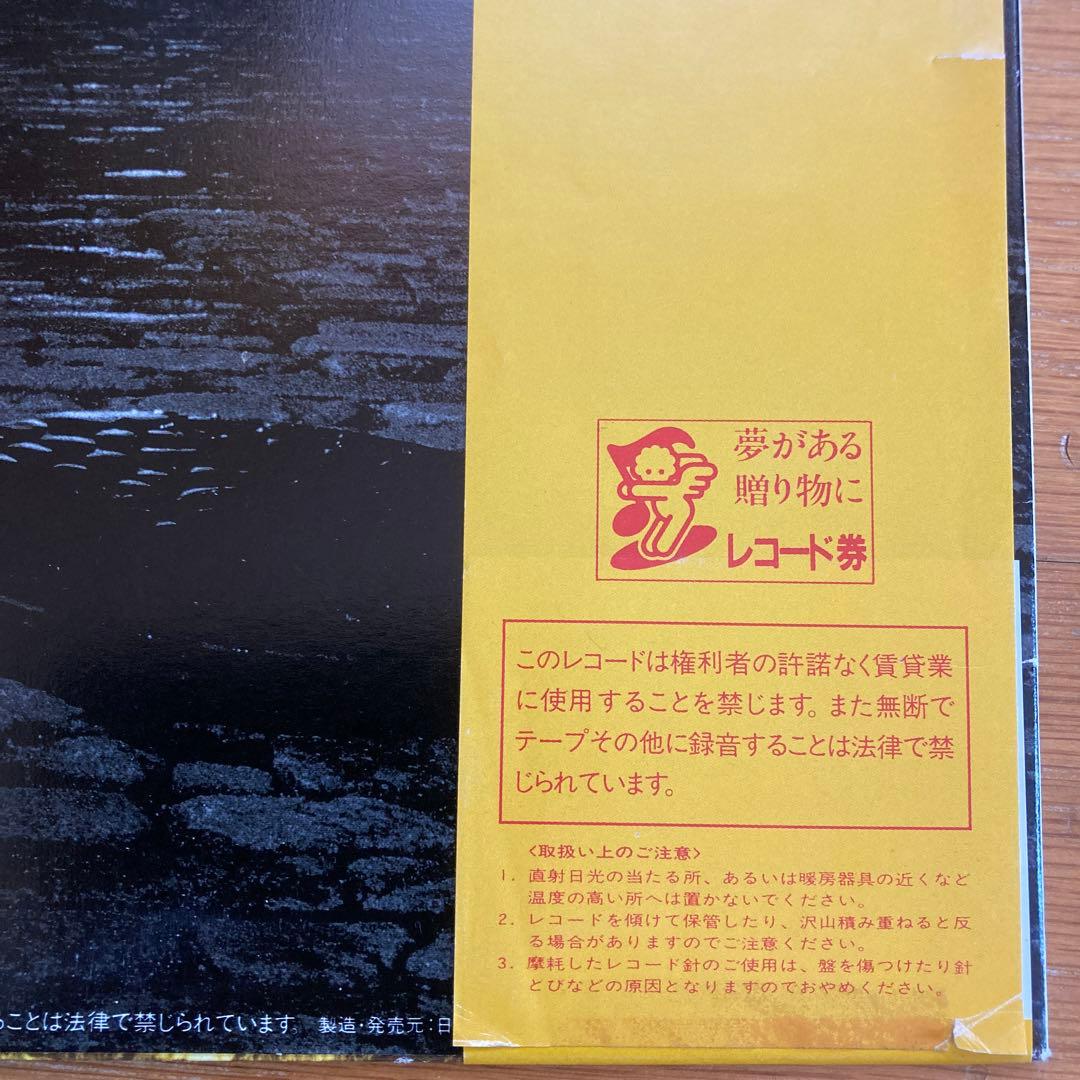 夢がある
贈り物に
レコード券
このレコードは権利者の許諾なく賃貸業
に使用することを禁じます。また無断で
テープその他に録音することは法律で禁
じられています。
〈取扱い上のご注意〉
1. 直射日光の当たる所、あるいは暖房器具の近くなど
温度の高い所へは置かないでください。
2. レコードを傾けて保管したり、沢山積み重ねると反
る場合がありますのでご注意ください。
3. 摩耗したレコード針のご使用は、盤を傷つけたり針
とびなどの原因となりますのでおやめください。
ることは法律で禁じられています。 製造・発売元：日